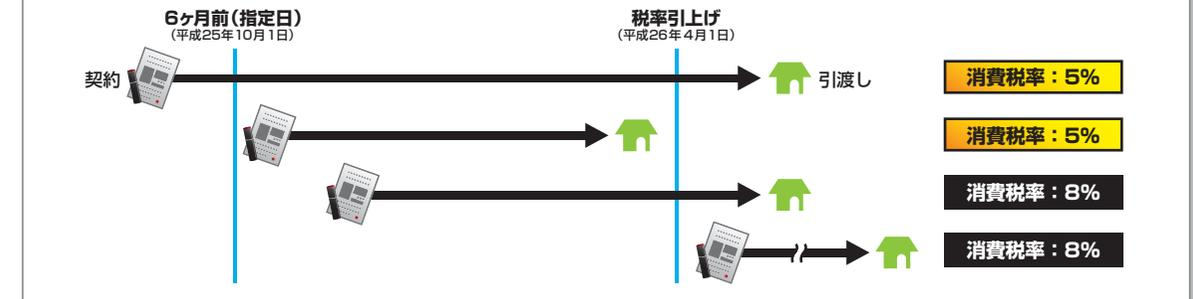 6ヶ月前（指定日）
（平成25年10月1日）
税率引上げ
（平成26年4月1日）
契約
引渡し
消費税率：5%
消費税率：5%
消費税率：8%
消費税率：8%